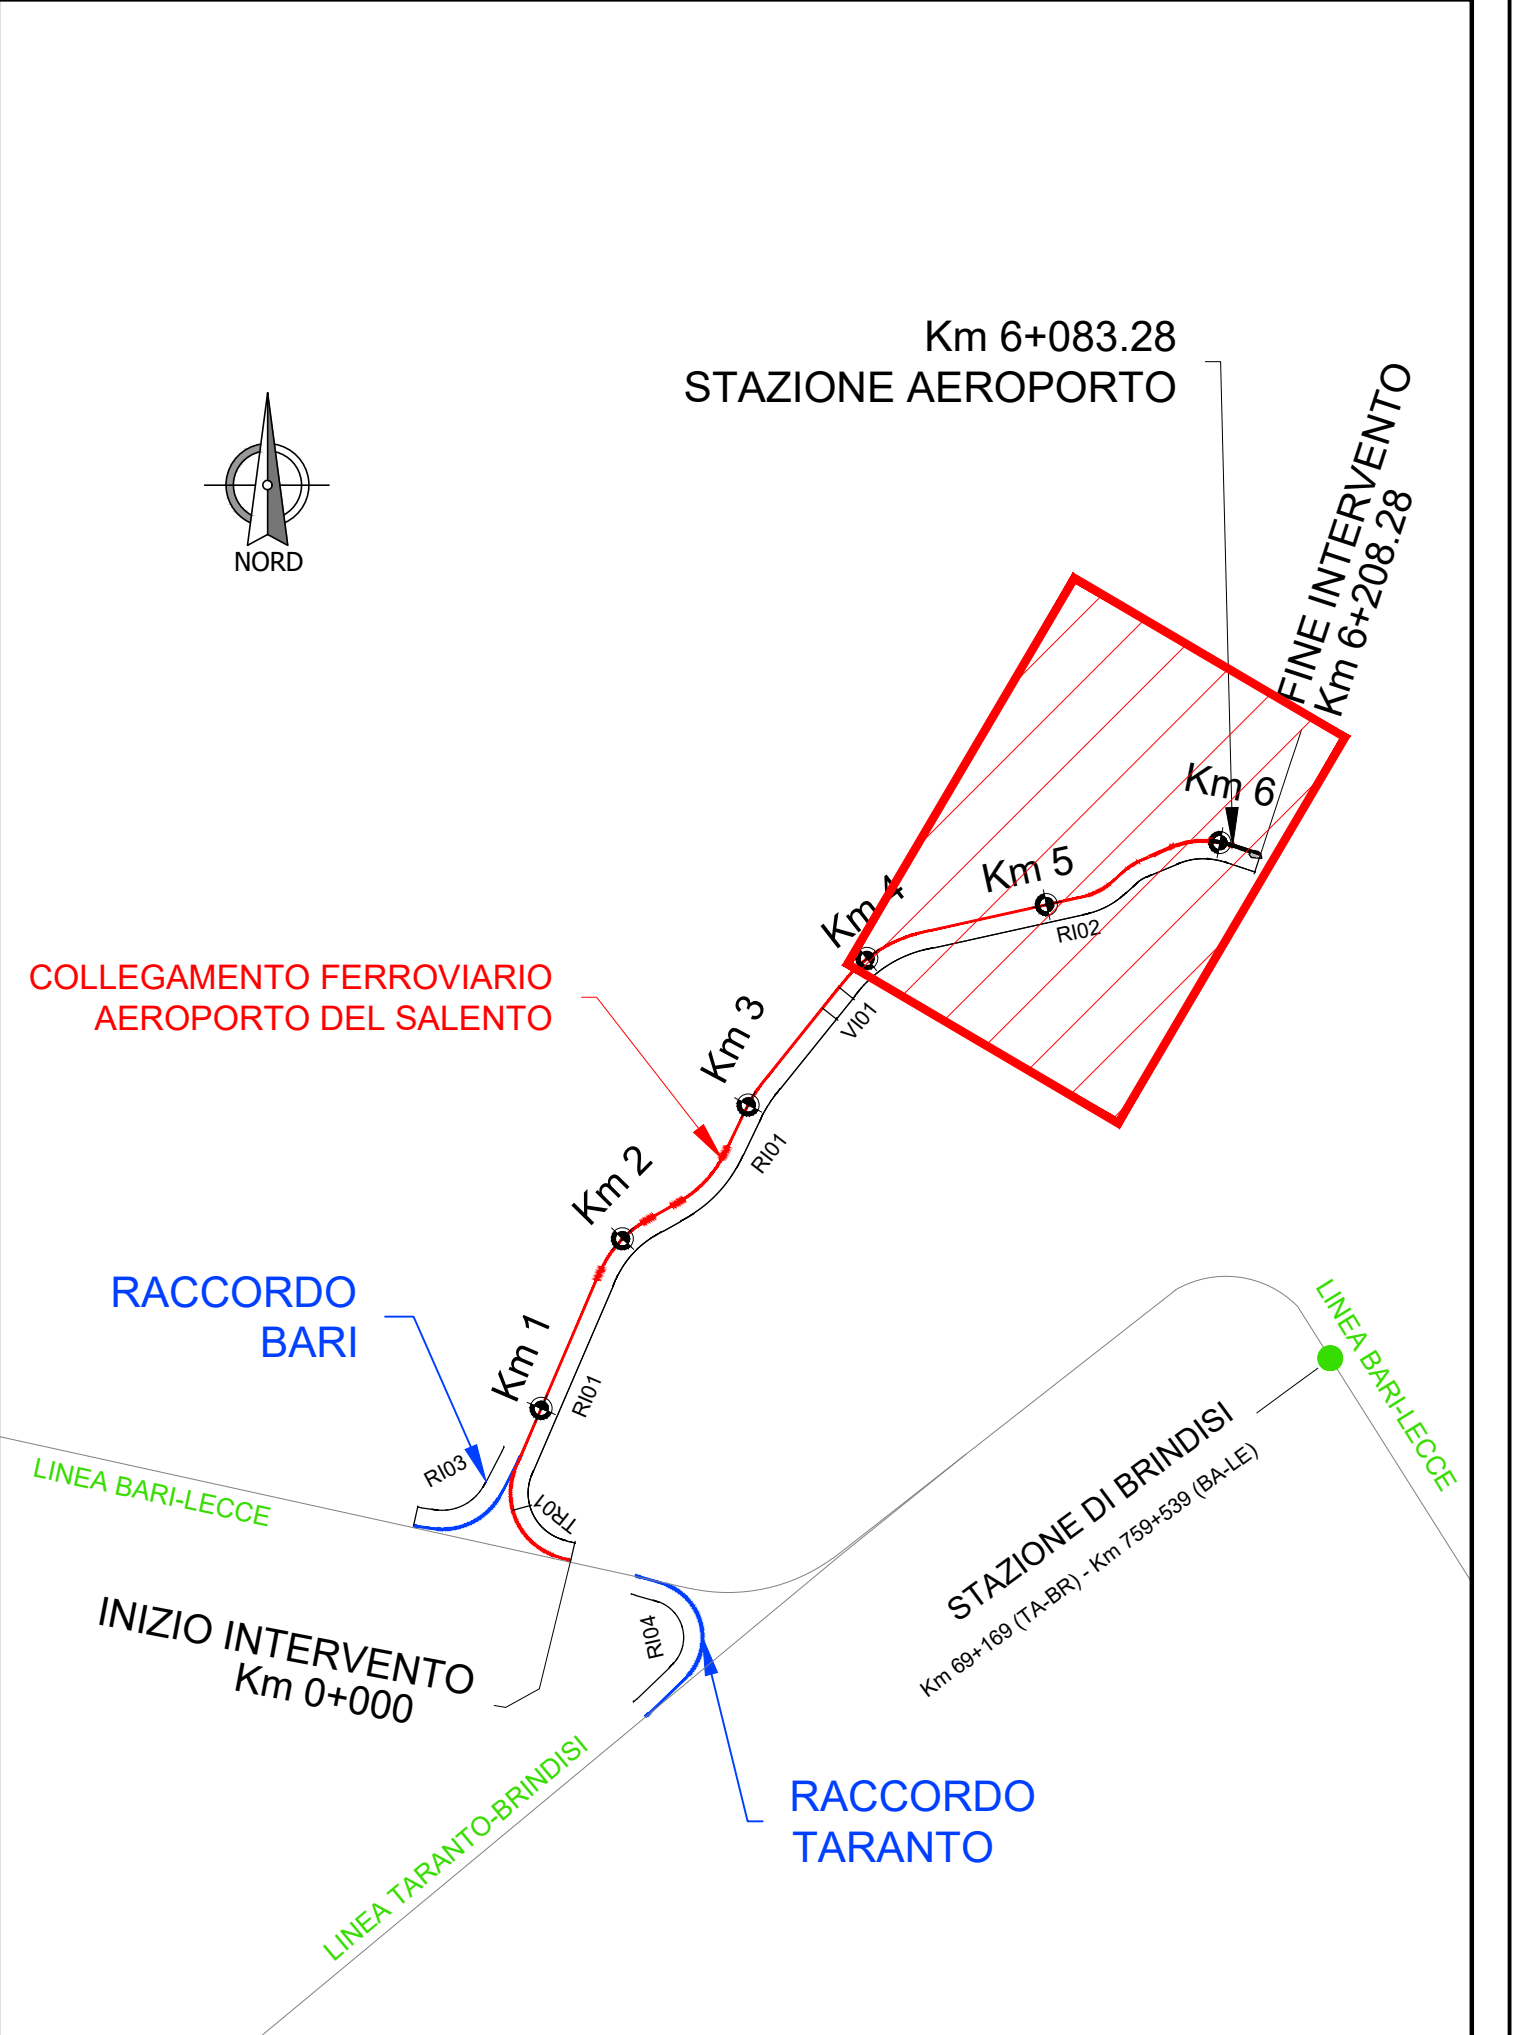 Km 6+083.28
STAZIONE AEROPORTO
FINE INTERVENTO
Km 6+208.28
NORD
Km 6
Km 5
Km 4
RI02
COLLEGAMENTO FERROVIARIO
AEROPORTO DEL SALENTO
Km 3
VI01
RI01
Km 2
RACCORDO
BARI
Km 1
RI01
LINEA BARI-LECCE
RI03
TR01
LINEA BARI-LECCE
STAZIONE DI BRINDISI
Km 69+169 (TA-BR) - Km 759+539 (BA-LE)
INIZIO INTERVENTO
Km 0+000
RI04
LINEA TARANTO-BRINDISI
RACCORDO
TARANTO